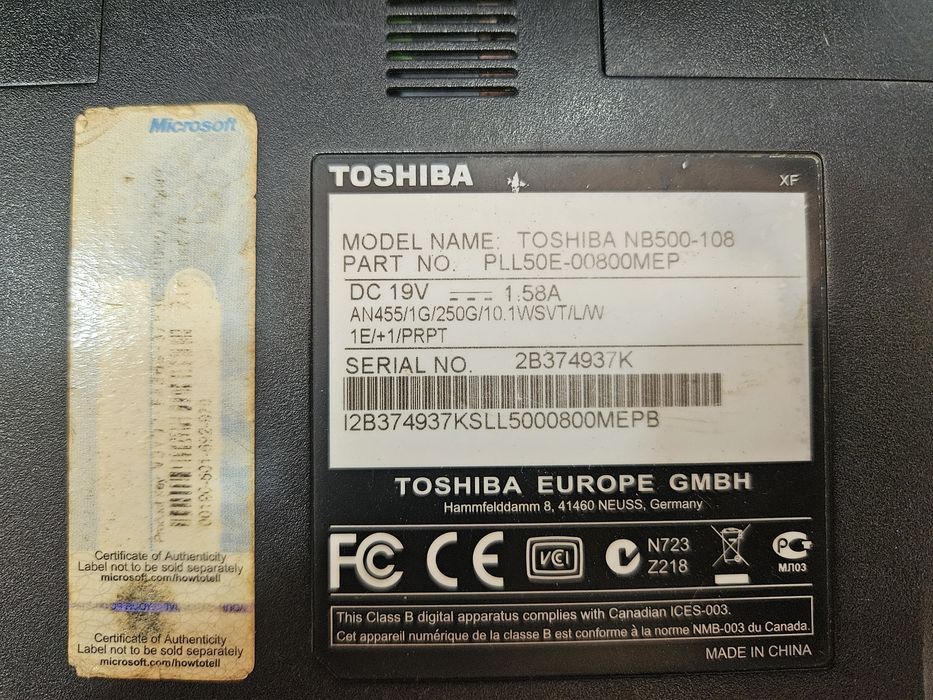 Microsoft
Certificate of Authenticity
Label not to be sold separately
microsoft.com/howtotell
Certificate of Authenticity
Label not to be sold separately
microsoft.com/howtotell
TOSHIBA
XF
MODEL NAME: TOSHIBA NB500-108
PART NO. PLL50E-00800MEP
DC 19V 1.58A
AN455/1G/250G/10.1WSVT/L/W
1E/+1/PRPT
SERIAL NO. 2B374937K
I2B374937KSLL5000800MEPB
TOSHIBA EUROPE GMBH
Hammfelddamm 8, 41460 NEUSS, Germany
FC CE VCI N723
Z218
МЛ03
This Class B digital apparatus complies with Canadian ICES-003.
Cet appareil numérique de la classe B est conforme à la norme NMB-003 du Canada.
MADE IN CHINA